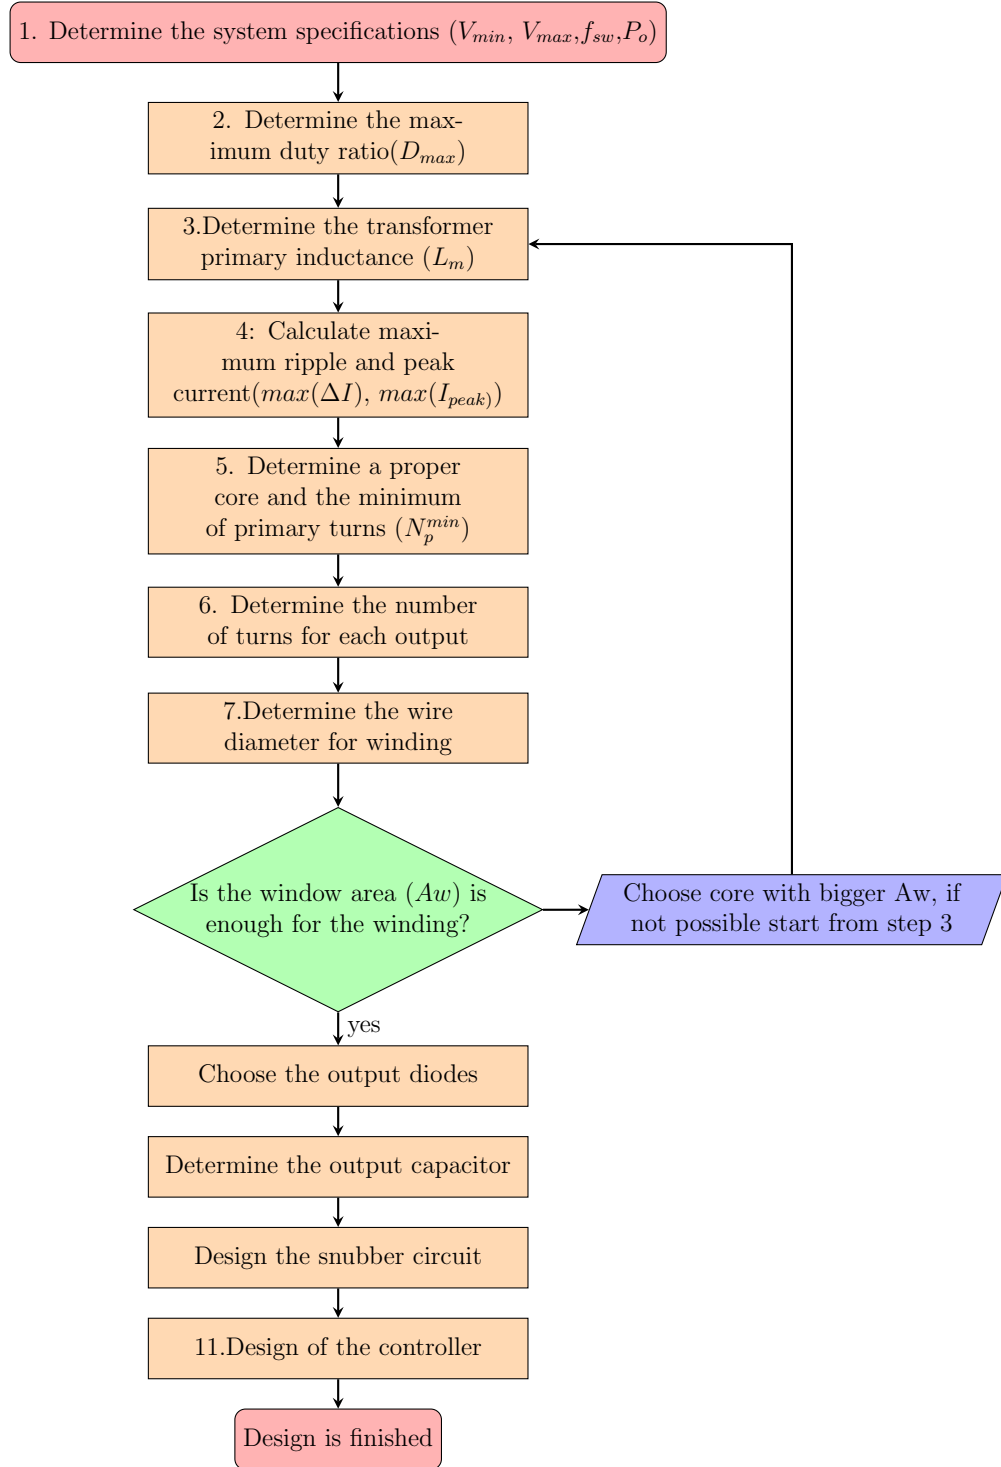 1. Determine the system specifications (V_min, V_max,f_sw,P_o)
2. Determine the max-
imum duty ratio(D_max)
3.Determine the transformer
primary inductance (L_m)
4: Calculate maxi-
mum ripple and peak
current(max(ΔI), max(I_peak))
5. Determine a proper
core and the minimum
of primary turns (N_p^min)
6. Determine the number
of turns for each output
7.Determine the wire
diameter for winding
Is the window area (Aw) is
enough for the winding?
Choose core with bigger Aw, if
not possible start from step 3
yes
Choose the output diodes
Determine the output capacitor
Design the snubber circuit
11.Design of the controller
Design is finished